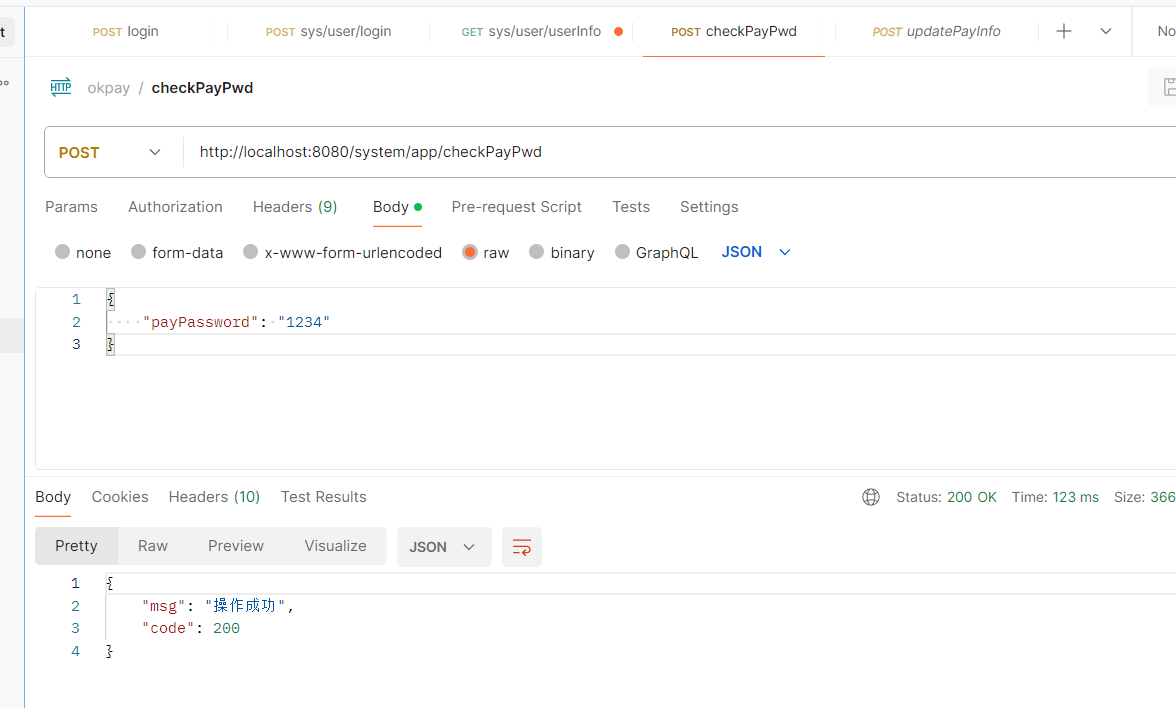 t POST login POST sys/user/login GET sys/user/userInfo POST checkPayPwd POST updatePayInfo No
HTTP okpay / checkPayPwd
POST http://localhost:8080/system/app/checkPayPwd
Params Authorization Headers (9) Body Pre-request Script Tests Settings
none form-data x-www-form-urlencoded raw binary GraphQL JSON
1 {
2 "payPassword": "1234"
3 }
Body Cookies Headers (10) Test Results Status: 200 OK Time: 123 ms Size: 366
Pretty Raw Preview Visualize JSON
1 {
2 "msg": "操作成功",
3 "code": 200
4 }